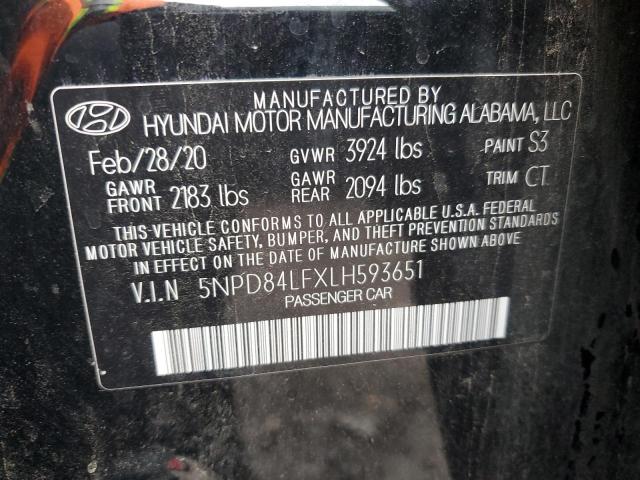 MANUFACTURED BY
HYUNDAI MOTOR MANUFACTURING ALABAMA, LLC
Feb/28/20 GVWR 3924 lbs PAINT S3
GAWR FRONT 2183 lbs GAWR REAR 2094 lbs TRIM CT
THIS VEHICLE CONFORMS TO ALL APPLICABLE U.S.A. FEDERAL
MOTOR VEHICLE SAFETY, BUMPER, AND THEFT PREVENTION STANDARDS
IN EFFECT ON THE DATE OF MANUFACTURE SHOWN ABOVE
V.I.N 5NPD84LFXLH593651
PASSENGER CAR